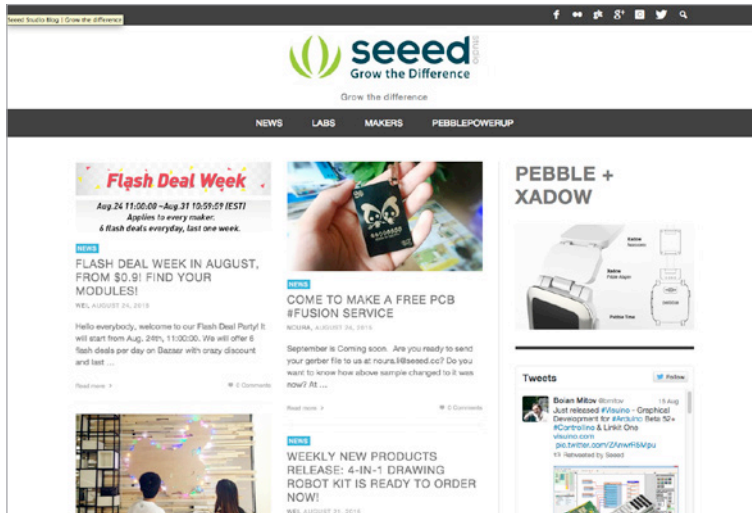 Seeed Studio Blog | Grow the difference
seeed studio
Grow the Difference
Grow the difference
NEWS
LABS
MAKERS
PEBBLEPOWERUP
Flash Deal Week
Aug.24 11:00:00 ~Aug.31 10:59:59 [EST]
Applies to every maker.
6 flash deals everyday, last one week.
NEWS
FLASH DEAL WEEK IN AUGUST,
FROM $0.9! FIND YOUR
MODULES!
WEI, AUGUST 24, 2015
Hello everybody, welcome to our Flash Deal Party! It
will start from Aug. 24th, 11:00:00. We will offer 6
flash deals per day on Bazaar with crazy discount
and last ...
Read more
0 Comments
NEWS
COME TO MAKE A FREE PCB
#FUSION SERVICE
NOURA, AUGUST 24, 2015
September is Coming soon. Are you ready to send
your gerber file to us at noura.li@seeed.cc? Do you
want to know how above sample changed to it was
now? At ...
Read more
0 Comments
NEWS
WEEKLY NEW PRODUCTS
RELEASE: 4-IN-1 DRAWING
ROBOT KIT IS READY TO ORDER
NOW!
PEBBLE +
XADOW
Xadow
Xadow
Pebble Time
Tweets
Follow
Boian Mitov @bmitov
15 Aug
Just released #Visuino - Graphical
Development for #Arduino Beta 52+
#Controllino & Linkit One
visuino.com
Retweeted by Seeed